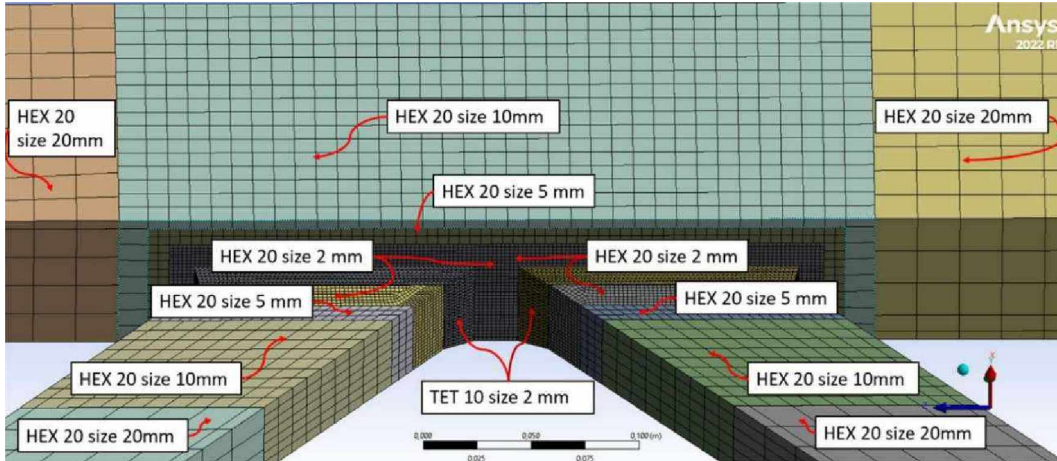 Ansys
2022 R
HEX 20
size 20mm
HEX 20 size 10mm
HEX 20 size 20mm
HEX 20 size 5 mm
HEX 20 size 2 mm
HEX 20 size 2 mm
HEX 20 size 5 mm
HEX 20 size 5 mm
HEX 20 size 10mm
TET 10 size 2 mm
HEX 20 size 10mm
HEX 20 size 20mm
HEX 20 size 20mm
0,000
0,050
0,100 (m)
0,025
0,075